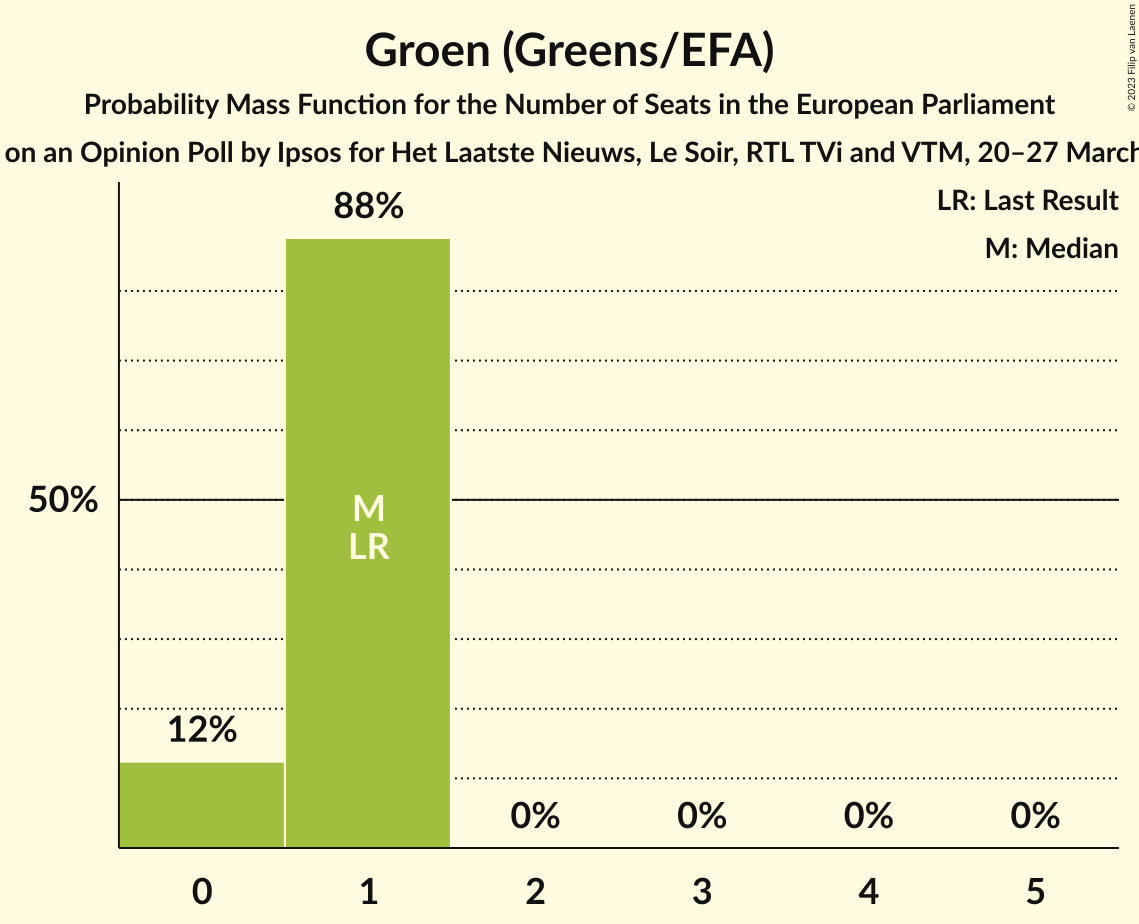 Groen (Greens/EFA)
Probability Mass Function for the Number of Seats in the European Parliament
on an Opinion Poll by Ipsos for Het Laatste Nieuws, Le Soir, RTL TVi and VTM, 20–27 March
LR: Last Result
M: Median
88%
50%
M
LR
12%
0% 0% 0% 0%
0 1 2 3 4 5
© 2023 Filip van Laenen